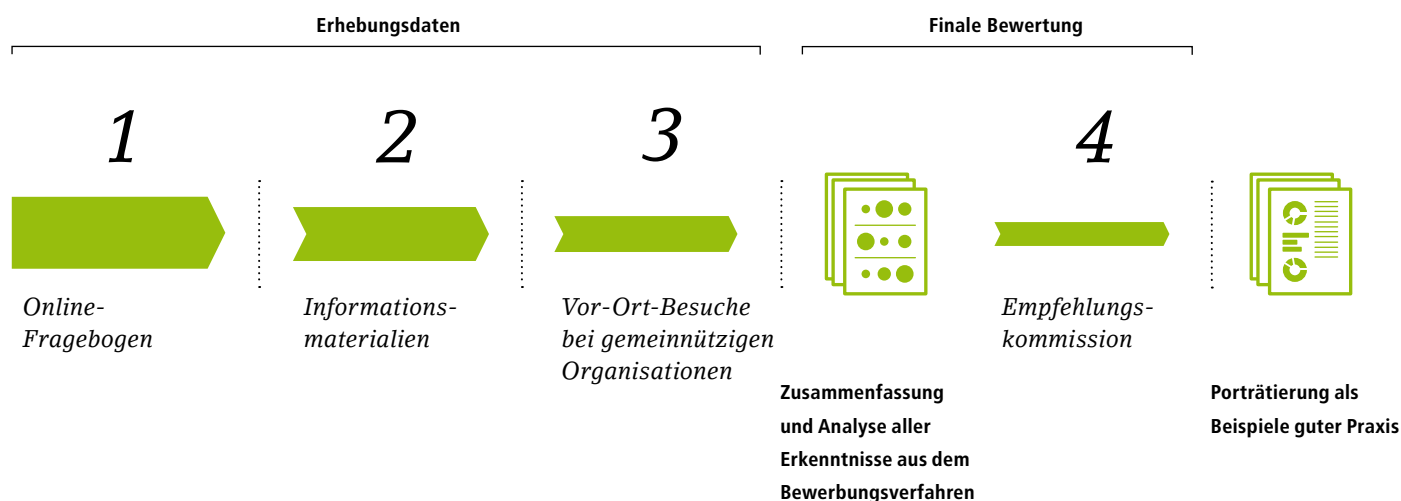 Erhebungsdaten
Finale Bewertung
1
2
3
4
Online-
Fragebogen
Informations-
materialien
Vor-Ort-Besuche
bei gemeinnützigen
Organisationen
Zusammenfassung
und Analyse aller
Erkenntnisse aus dem
Bewerbungsverfahren
Empfehlungs-
kommission
Porträtierung als
Beispiele guter Praxis